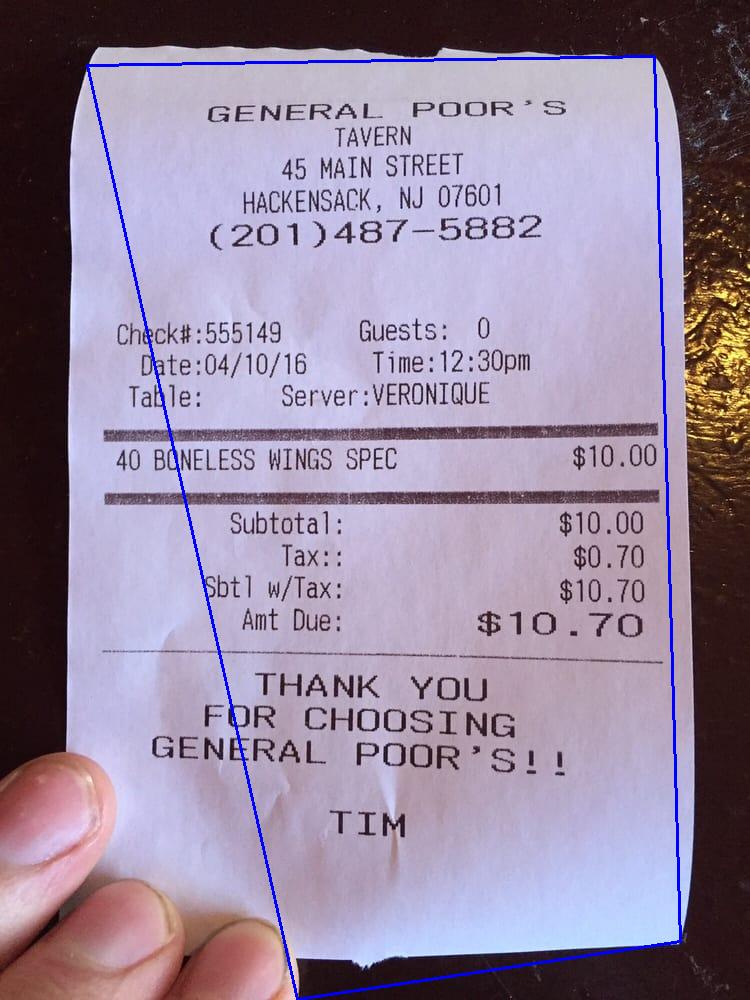 GENERAL POOR'S
TAVERN
45 MAIN STREET
HACKENSACK, NJ 07601
(201)487-5882
Check#:555149 Guests: 0
Date:04/10/16 Time:12:30pm
Table: Server:VERONIQUE
40 BONELESS WINGS SPEC $10.00
Subtotal: $10.00
Tax:: $0.70
Sbtl w/Tax: $10.70
Amt Due: $10.70
THANK YOU
FOR CHOOSING
GENERAL POOR'S!!
TIM